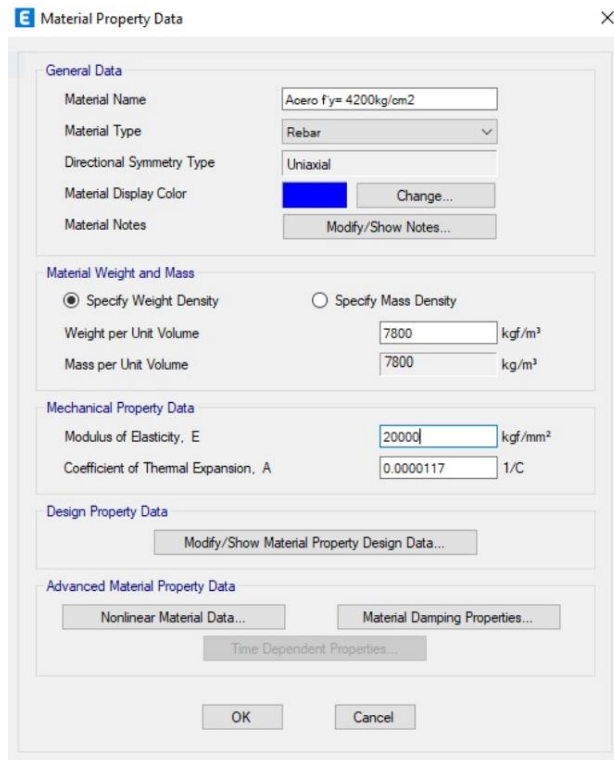 E Material Property Data X
General Data
Material Name Acero f'y= 4200kg/cm2
Material Type Rebar
Directional Symmetry Type Uniaxial
Material Display Color Change...
Material Notes Modify/Show Notes...
Material Weight and Mass
Specify Weight Density Specify Mass Density
Weight per Unit Volume 7800 kgf/m³
Mass per Unit Volume 7800 kg/m³
Mechanical Property Data
Modulus of Elasticity, E 20000 kgf/mm²
Coefficient of Thermal Expansion, A 0.0000117 1/C
Design Property Data
Modify/Show Material Property Design Data...
Advanced Material Property Data
Nonlinear Material Data... Material Damping Properties...
Time Dependent Properties...
OK Cancel